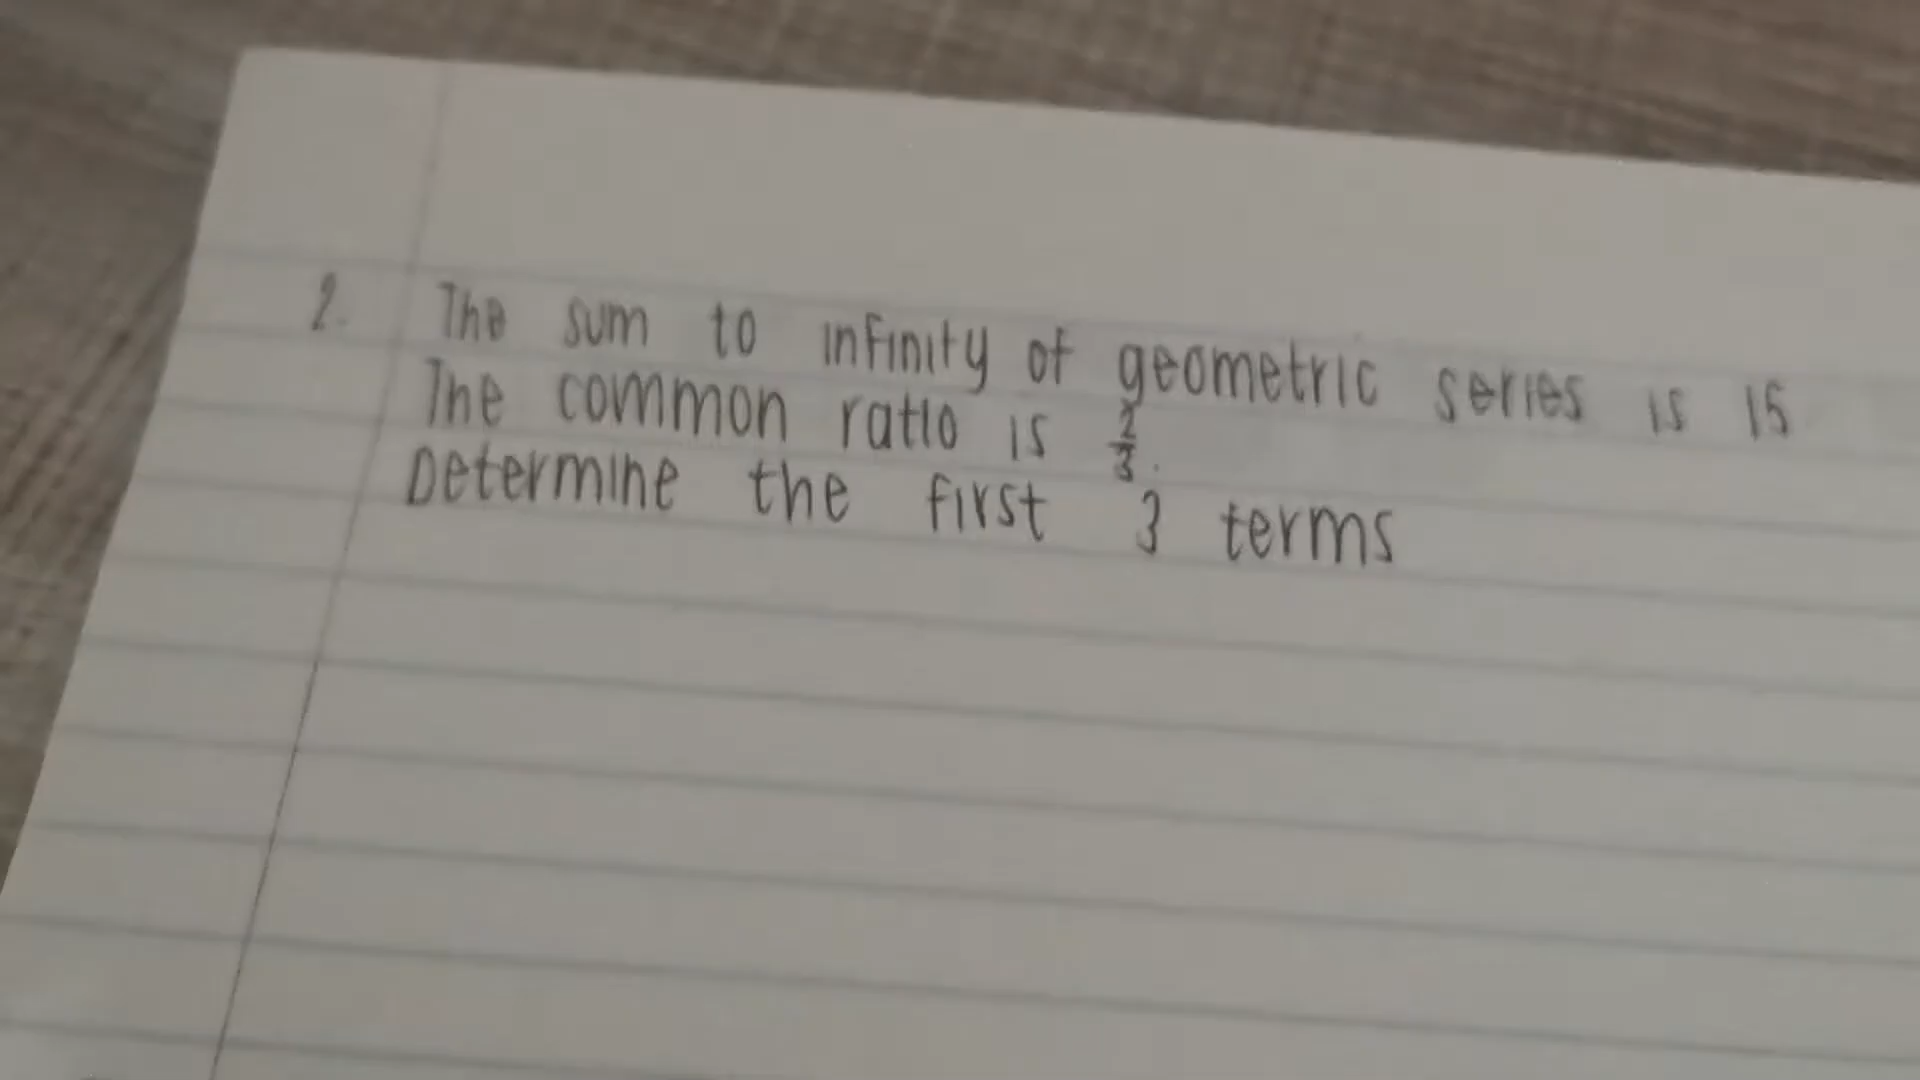 2. The sum to infinity of geometric series is 15
The common ratio is 2/3.
Determine the first 3 terms